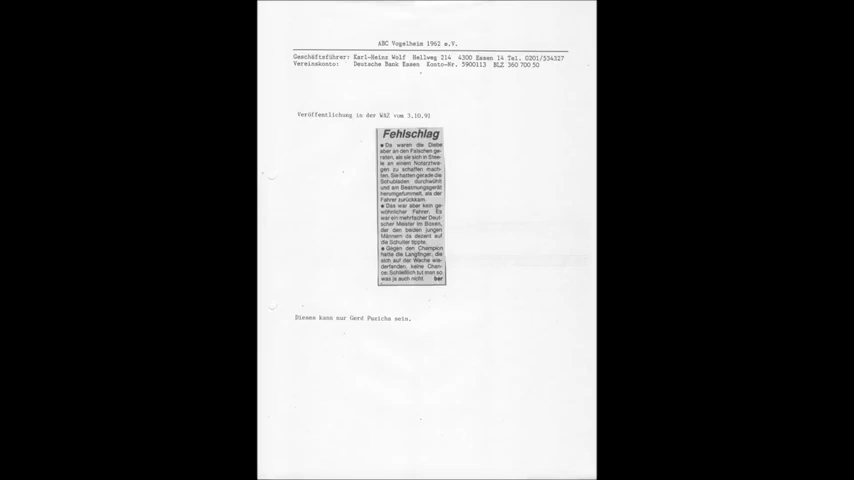 ABC Vogelheim 1962 e.V.
Geschäftsführer: Karl-Heinz Wolf Hellweg 214 4300 Essen 14 Tel. 0201/534327
Vereinskonto: Deutsche Bank Essen Konto-Nr. 5900113 BLZ 360 700 50
Veröffentlichung in der WAZ vom 3.10.91
Fehlschlag
● Da waren die Diebe
aber an den Falschen ge-
raten, als sie sich in Stee-
le an einem Notarztwa-
gen zu schaffen mach-
ten. Sie hatten gerade die
Schubladen durchwühlt
und am Beatmungsgerät
herumgefummelt, als der
Fahrer zurückkam.
● Das war aber kein ge-
wöhnlicher Fahrer. Es
war ein mehrfacher Deut-
scher Meister im Boxen,
der den beiden jungen
Männern da dezent auf
die Schulter tippte.
● Gegen den Champion
hatte die Langfinger, die
sich auf der Wache wie-
derfanden, keine Chan-
ce: Schließlich tut man so
was ja auch nicht. ber
Dieses kann nur Gerd Puzicha sein.